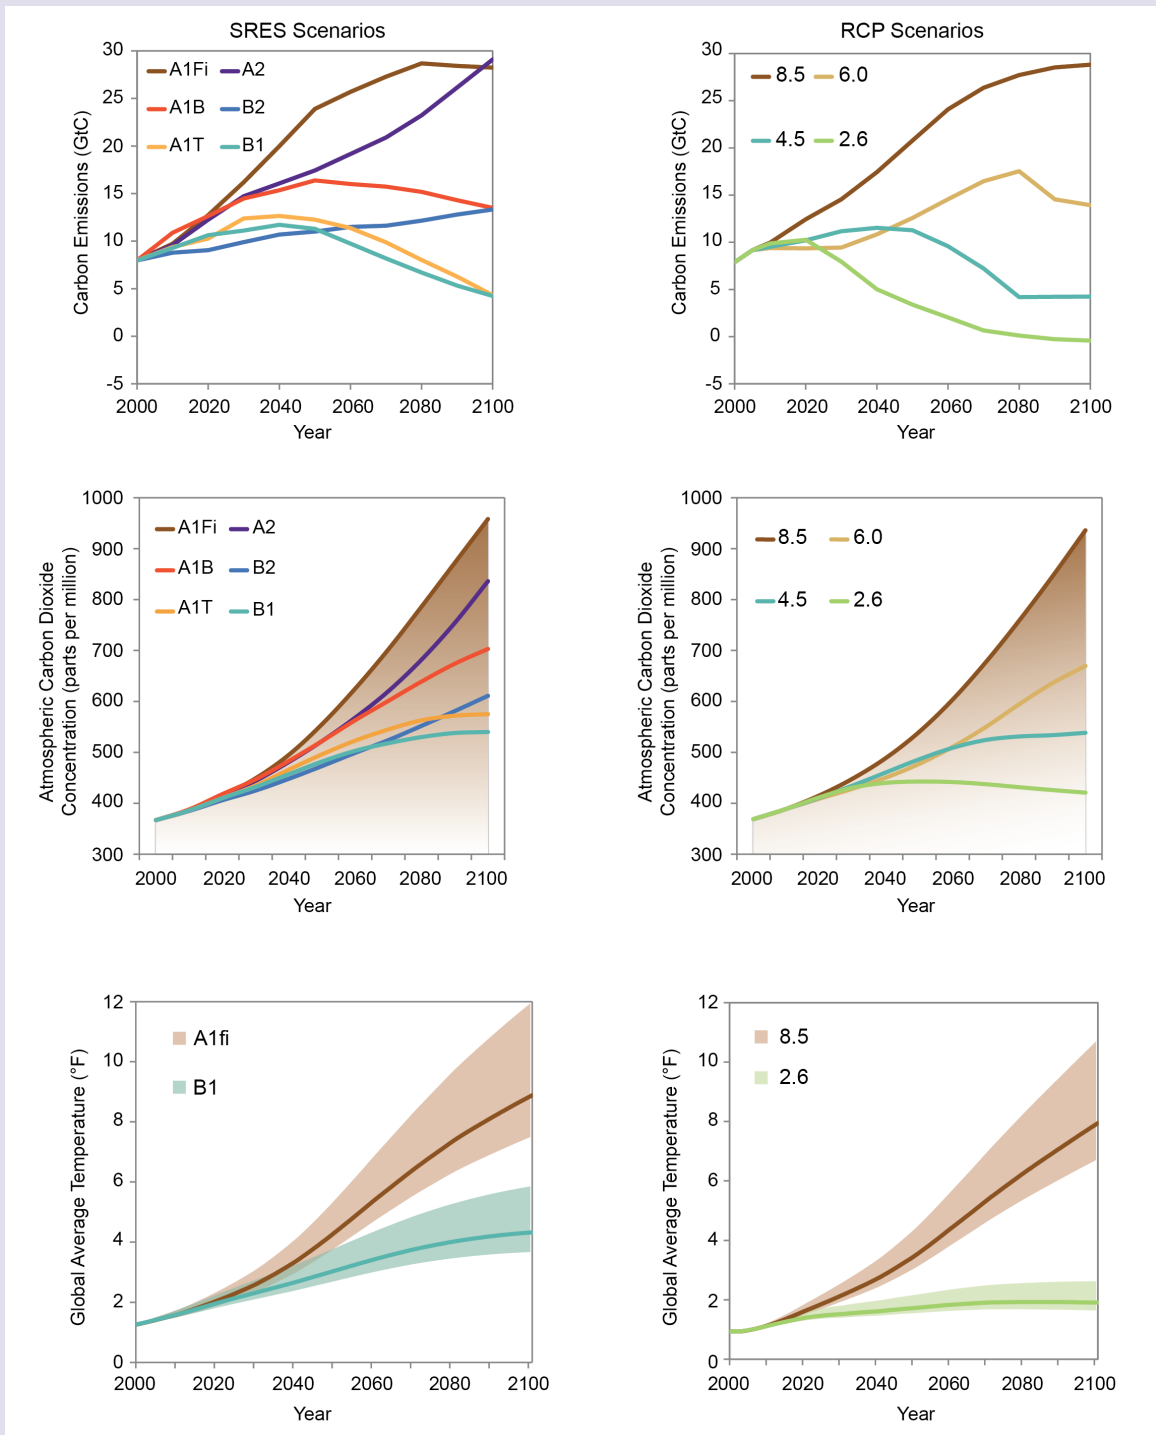 SRES Scenarios
Carbon Emissions (GtC)
30
25
20
15
10
5
0
-5
A1Fi A2
A1B B2
A1T B1
2000 2020 2040 2060 2080 2100
Year
RCP Scenarios
Carbon Emissions (GtC)
30
25
20
15
10
5
0
-5
8.5 6.0
4.5 2.6
2000 2020 2040 2060 2080 2100
Year
Atmospheric Carbon Dioxide
Concentration (parts per million)
1000
900
800
700
600
500
400
300
A1Fi A2
A1B B2
A1T B1
2000 2020 2040 2060 2080 2100
Year
Atmospheric Carbon Dioxide
Concentration (parts per million)
1000
900
800
700
600
500
400
300
8.5 6.0
4.5 2.6
2000 2020 2040 2060 2080 2100
Year
Global Average Temperature (°F)
12
10
8
6
4
2
0
A1fi
B1
2000 2020 2040 2060 2080 2100
Year
Global Average Temperature (°F)
12
10
8
6
4
2
0
8.5
2.6
2000 2020 2040 2060 2080 2100
Year